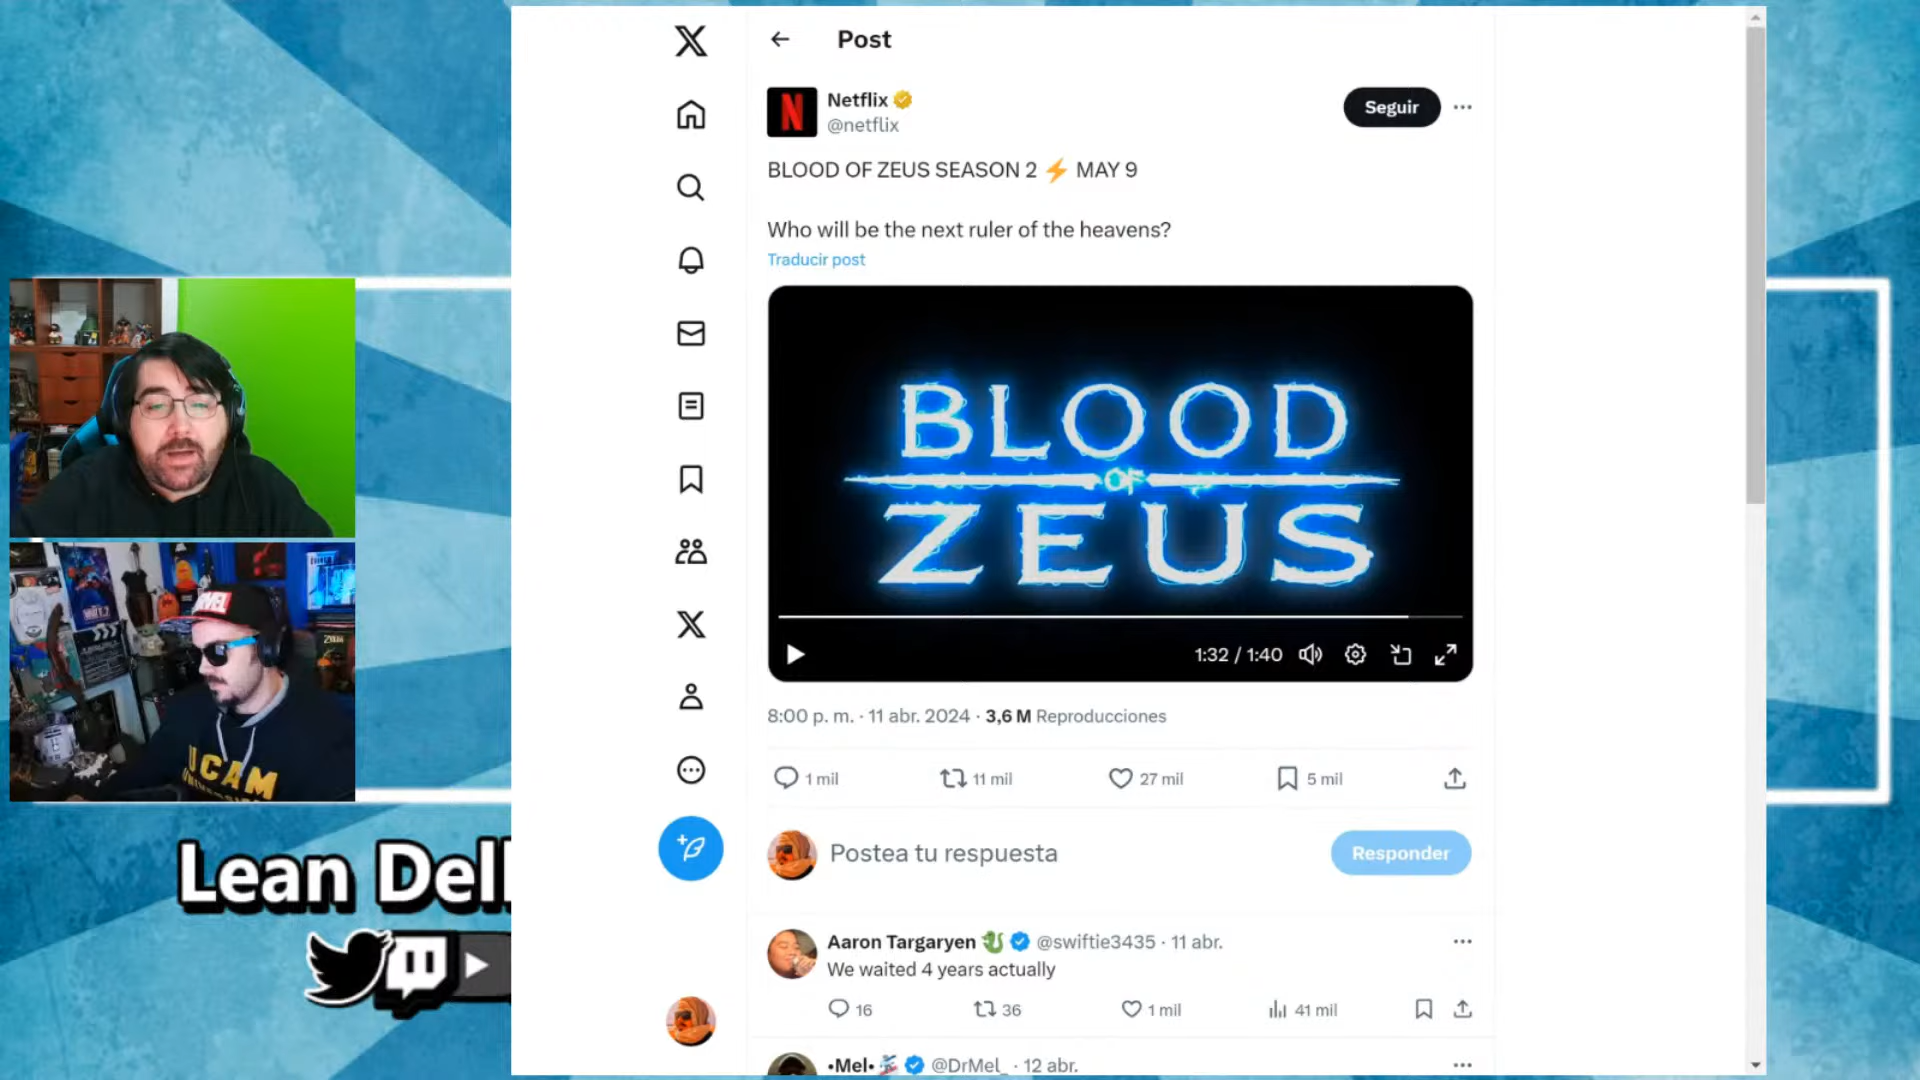 Post
Netflix
@netflix
Seguir
BLOOD OF ZEUS SEASON 2 ⚡ MAY 9
Who will be the next ruler of the heavens?
Traducir post
BLOOD
OF
ZEUS
1:32 / 1:40
8:00 p. m. · 11 abr. 2024 · 3,6 M Reproducciones
1 mil 11 mil 27 mil 5 mil
Postea tu respuesta
Responder
Aaron Targaryen @swiftie3435 · 11 abr.
We waited 4 years actually
16 36 1 mil 41 mil
•Mel• @DrMel_ · 12 abr.
UCAM
Lean Dell